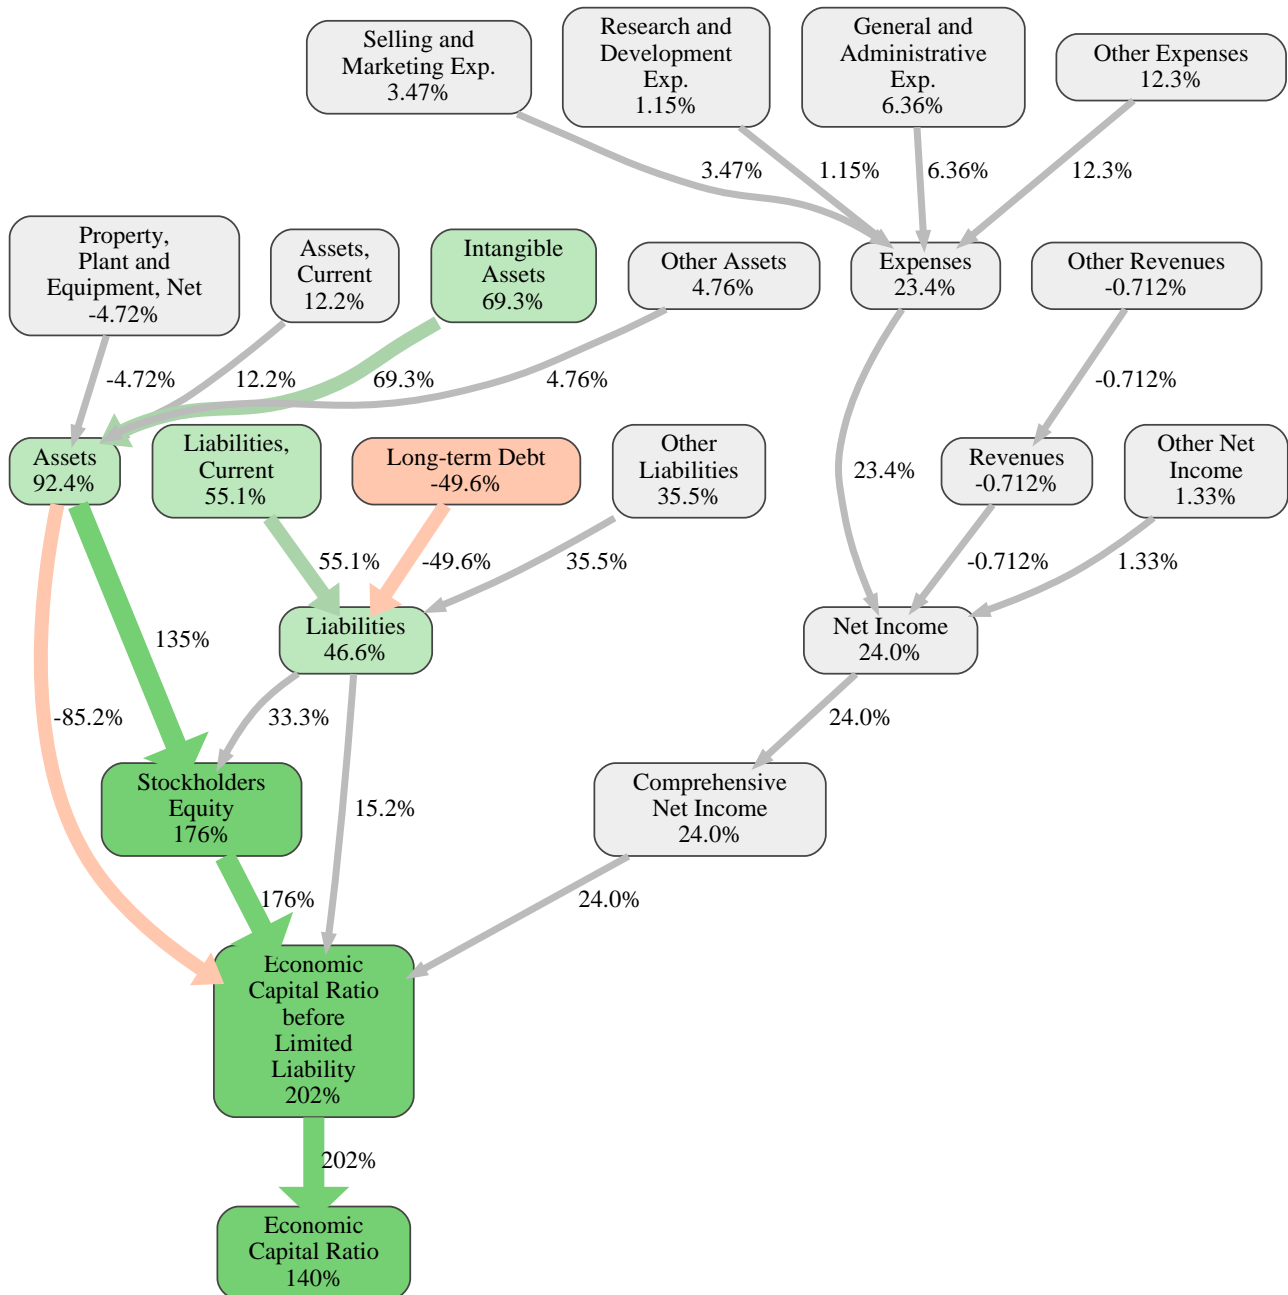 Selling and
Marketing Exp.
3.47%
Research and
Development
Exp.
1.15%
General and
Administrative
Exp.
6.36%
Other Expenses
12.3%
3.47%
1.15%
6.36%
12.3%
Property,
Plant and
Equipment, Net
-4.72%
Assets,
Current
12.2%
Intangible
Assets
69.3%
Other Assets
4.76%
Expenses
23.4%
Other Revenues
-0.712%
-4.72%
12.2%
69.3%
4.76%
-0.712%
Assets
92.4%
Liabilities,
Current
55.1%
Long-term Debt
-49.6%
Other
Liabilities
35.5%
23.4%
Revenues
-0.712%
Other Net
Income
1.33%
55.1%
-49.6%
35.5%
-0.712%
1.33%
135%
Liabilities
46.6%
Net Income
24.0%
-85.2%
33.3%
24.0%
Stockholders
Equity
176%
15.2%
Comprehensive
Net Income
24.0%
176%
24.0%
Economic
Capital Ratio
before
Limited
Liability
202%
202%
Economic
Capital Ratio
140%